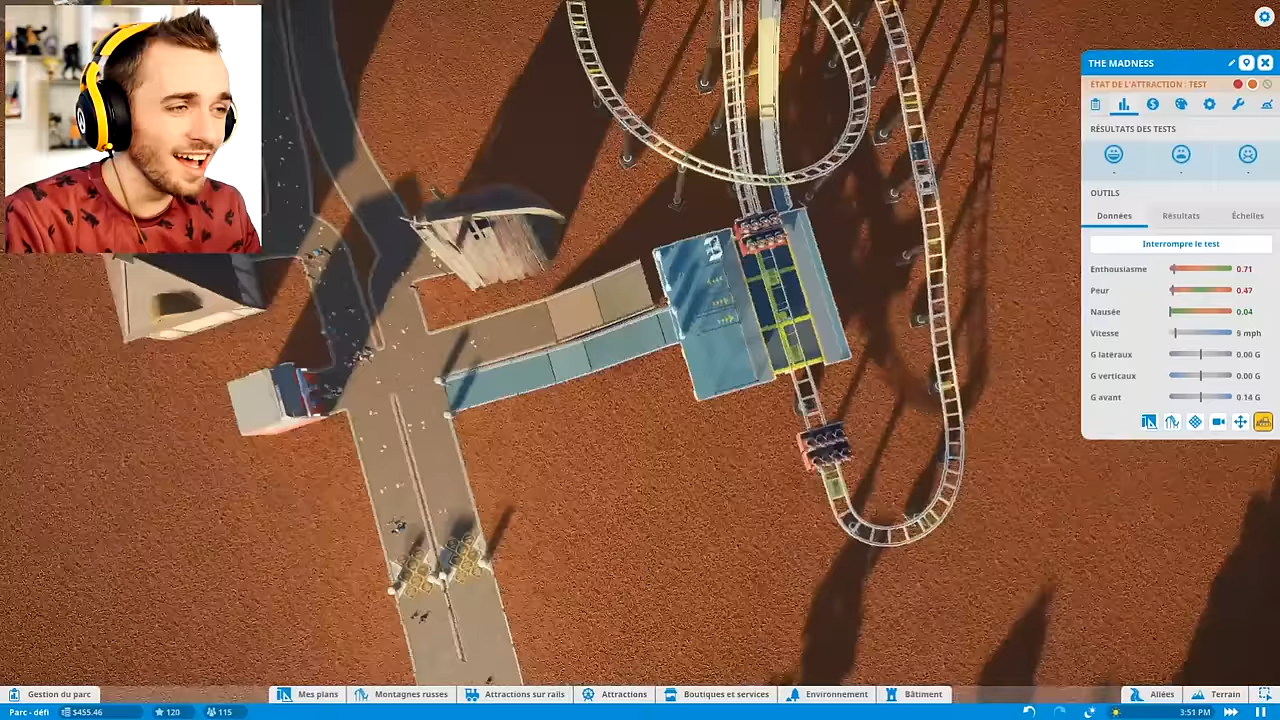 THE MADNESS
ÉTAT DE L'ATTRACTION : TEST
RÉSULTATS DES TESTS
- - -
OUTILS
Données Résultats Échelles
Interrompre le test
Enthousiasme 0.71
Peur 0.47
Nausée 0.04
Vitesse 9 mph
G latéraux 0.00 G
G verticaux 0.00 G
G avant 0.14 G
Gestion du parc Mes plans Montagnes russes Attractions sur rails Attractions Boutiques et services Environnement Bâtiment Allées Terrain
Parc - défi $455.46 120 115 3:51 PM